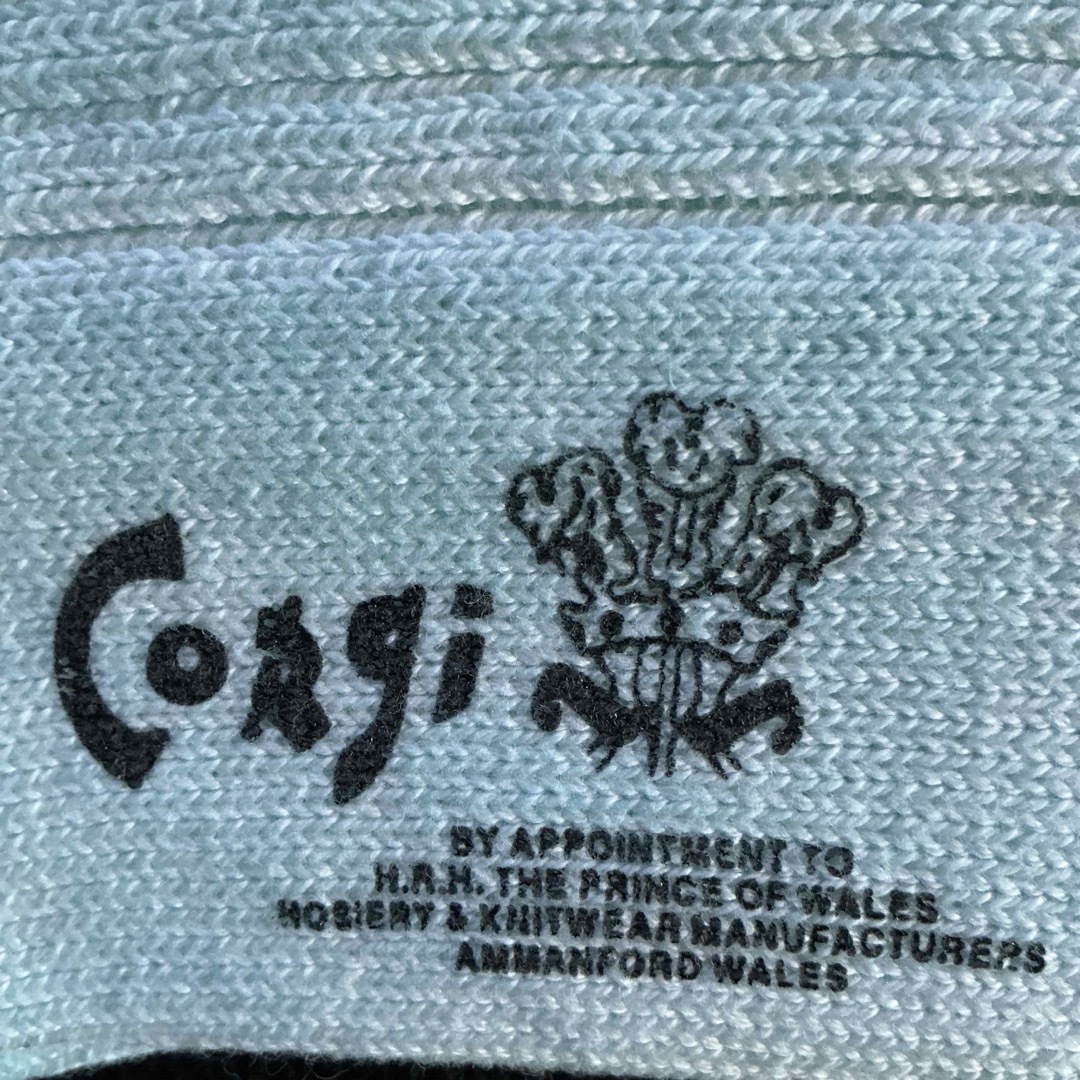 Corgi
BY APPOINTMENT TO
H.R.H. THE PRINCE OF WALES
HOSIERY & KNITWEAR MANUFACTURERS
AMMANFORD WALES